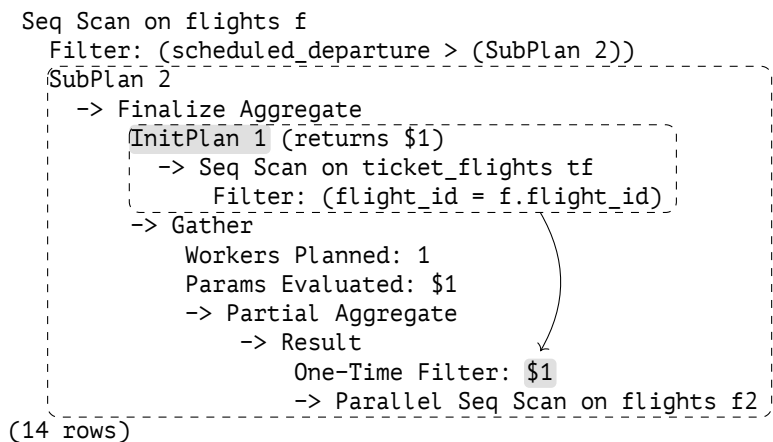 Seq Scan on flights f
Filter: (scheduled_departure > (SubPlan 2))
SubPlan 2
−> Finalize Aggregate
InitPlan 1 (returns $1)
−> Seq Scan on ticket_flights tf
Filter: (flight_id = f.flight_id)
−> Gather
Workers Planned: 1
Params Evaluated: $1
−> Partial Aggregate
−> Result
One−Time Filter: $1
−> Parallel Seq Scan on flights f2
(14 rows)